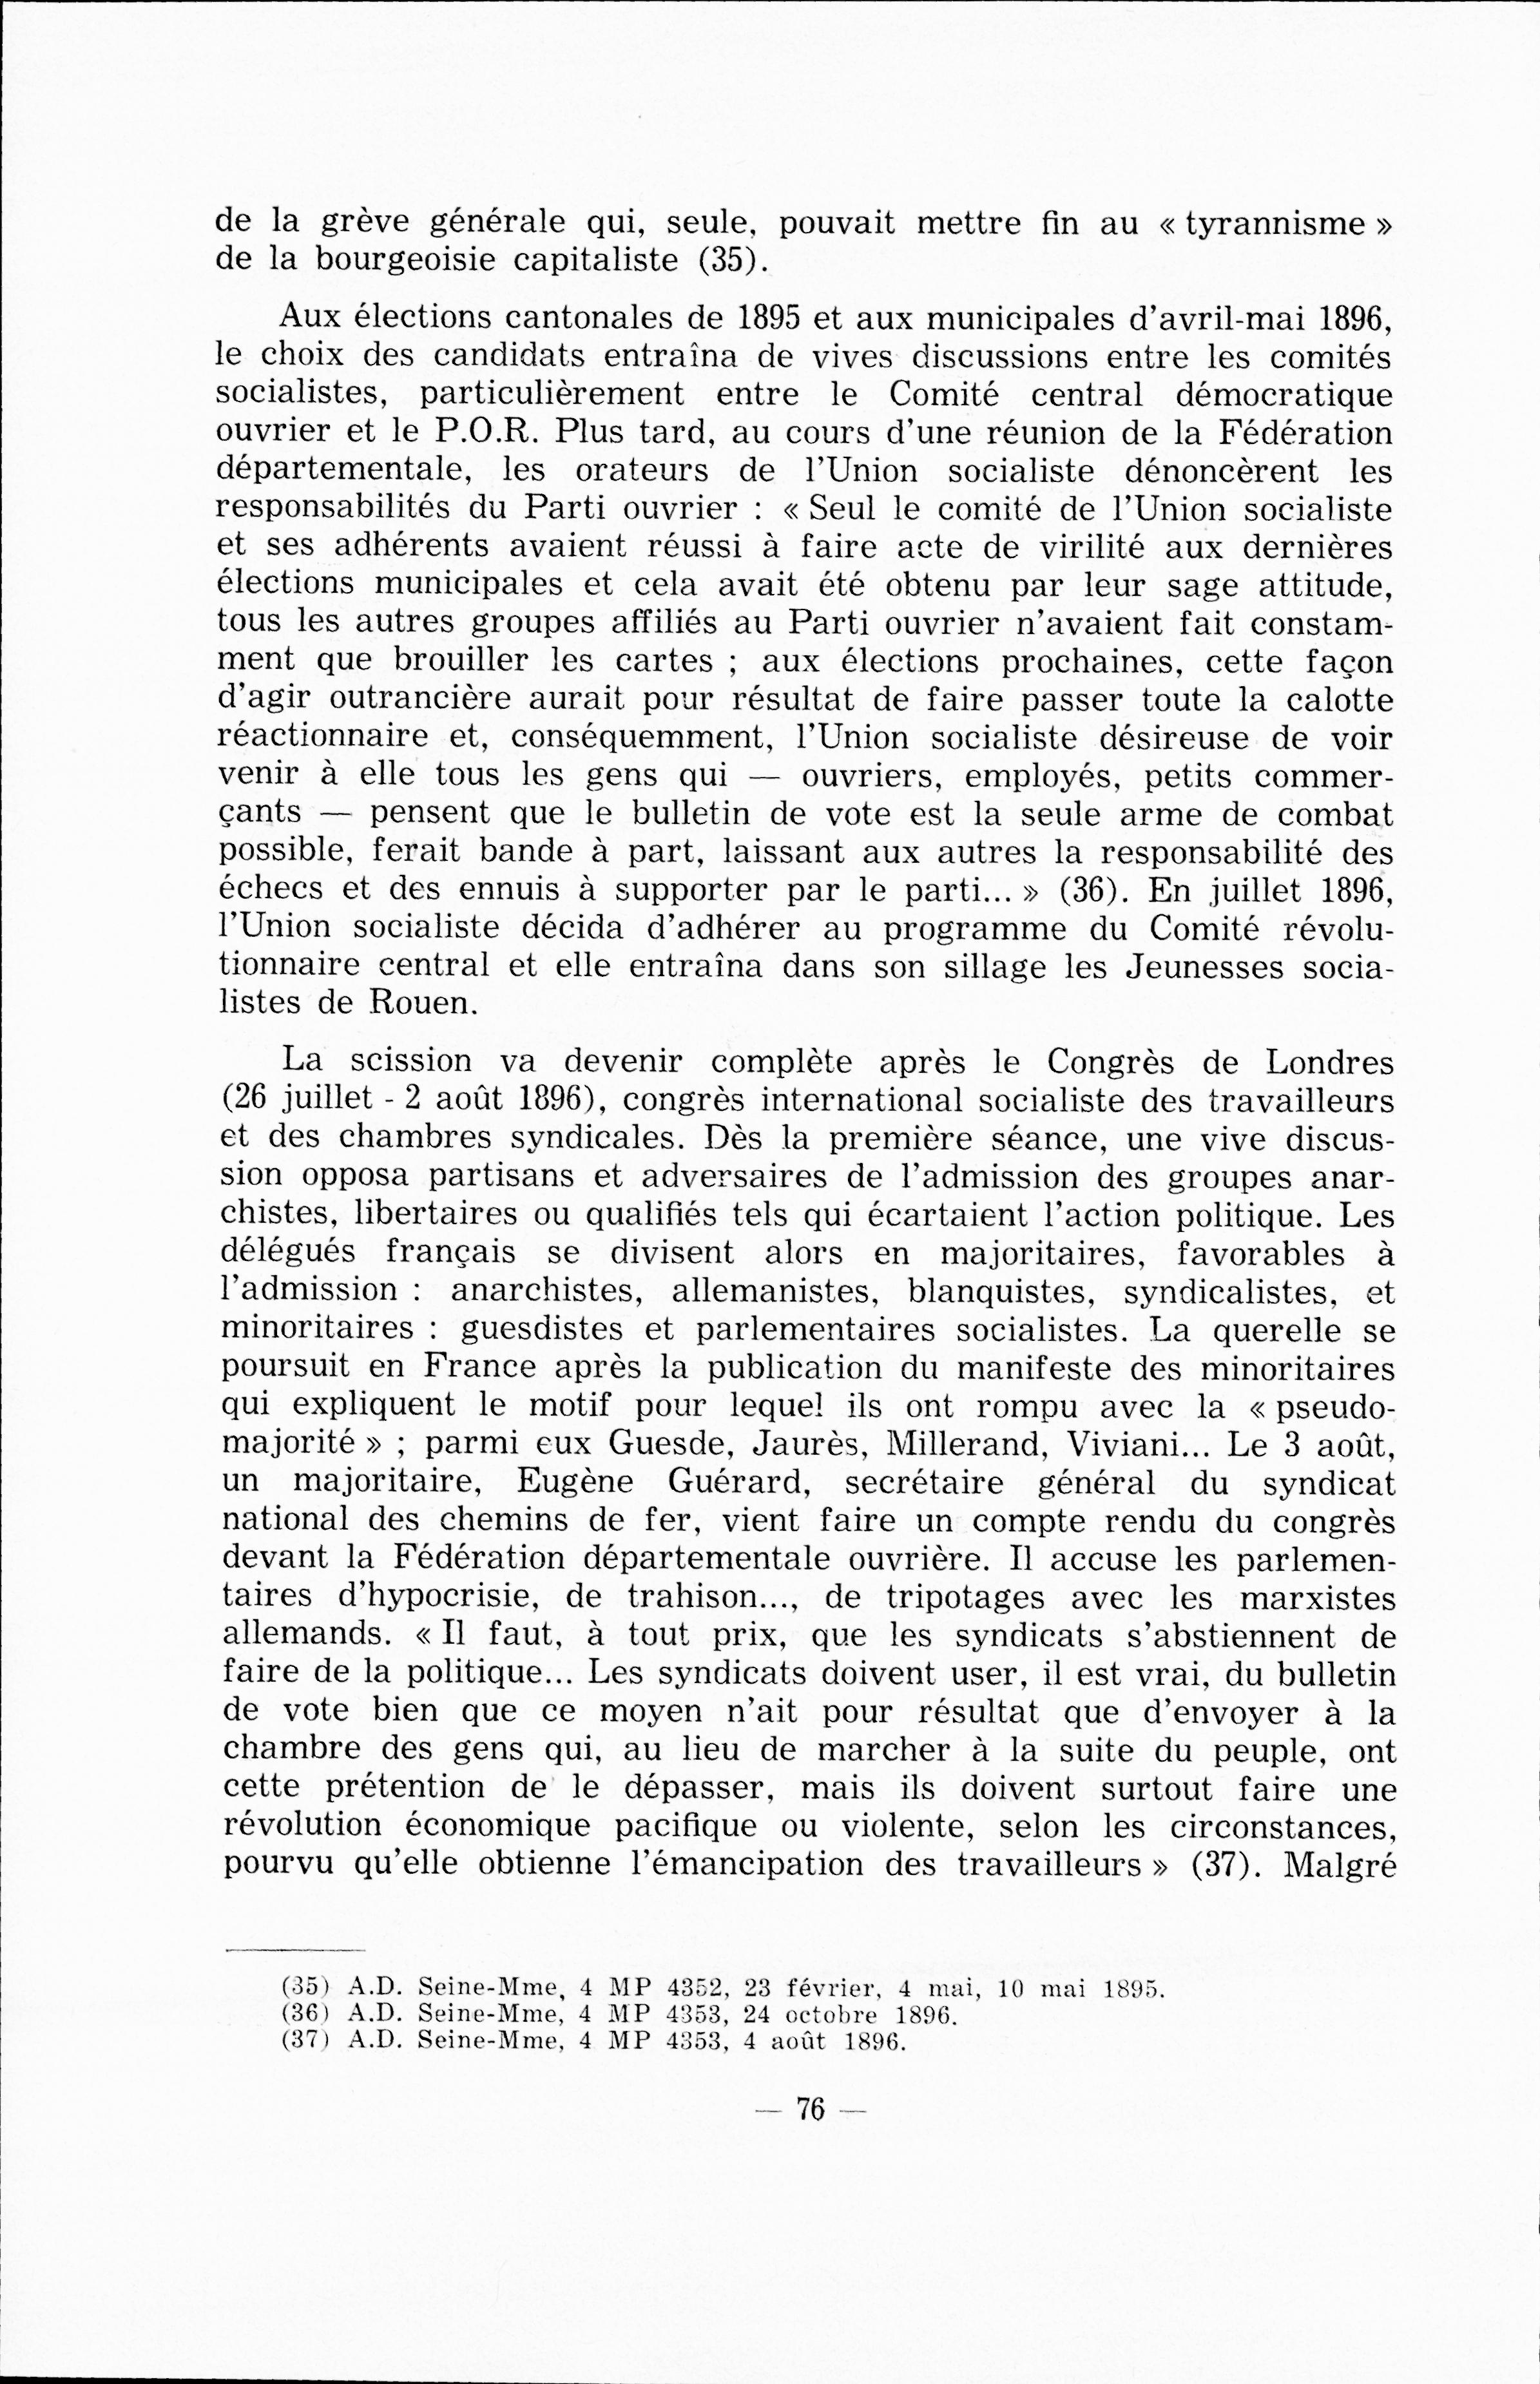 de la grève générale qui, seule, pouvait mettre fin au « tyrannisme »
de la bourgeoisie capitaliste (35).
Aux élections cantonales de 1895 et aux municipales d'avril-mai 1896,
le choix des candidats entraîna de vives discussions entre les comités
socialistes, particulièrement entre le Comité central démocratique
ouvrier et le P.O.R. Plus tard, au cours d'une réunion de la Fédération
départementale, les orateurs de l'Union socialiste dénoncèrent les
responsabilités du Parti ouvrier : « Seul le comité de l'Union socialiste
et ses adhérents avaient réussi à faire acte de virilité aux dernières
élections municipales et cela avait été obtenu par leur sage attitude,
tous les autres groupes affiliés au Parti ouvrier n'avaient fait constam-
ment que brouiller les cartes ; aux élections prochaines, cette façon
d'agir outrancière aurait pour résultat de faire passer toute la calotte
réactionnaire et, conséquemment, l'Union socialiste désireuse de voir
venir à elle tous les gens qui — ouvriers, employés, petits commer-
çants — pensent que le bulletin de vote est la seule arme de combat
possible, ferait bande à part, laissant aux autres la responsabilité des
échecs et des ennuis à supporter par le parti... » (36). En juillet 1896,
l'Union socialiste décida d'adhérer au programme du Comité révolu-
tionnaire central et elle entraîna dans son sillage les Jeunesses socia-
listes de Rouen.
La scission va devenir complète après le Congrès de Londres
(26 juillet - 2 août 1896), congrès international socialiste des travailleurs
et des chambres syndicales. Dès la première séance, une vive discus-
sion opposa partisans et adversaires de l'admission des groupes anar-
chistes, libertaires ou qualifiés tels qui écartaient l'action politique. Les
délégués français se divisent alors en majoritaires, favorables à
l'admission : anarchistes, allemanistes, blanquistes, syndicalistes, et
minoritaires : guesdistes et parlementaires socialistes. La querelle se
poursuit en France après la publication du manifeste des minoritaires
qui expliquent le motif pour lequel ils ont rompu avec la « pseudo-
majorité » ; parmi eux Guesde, Jaurès, Millerand, Viviani... Le 3 août,
un majoritaire, Eugène Guérard, secrétaire général du syndicat
national des chemins de fer, vient faire un compte rendu du congrès
devant la Fédération départementale ouvrière. Il accuse les parlemen-
taires d'hypocrisie, de trahison..., de tripotages avec les marxistes
allemands. « Il faut, à tout prix, que les syndicats s'abstiennent de
faire de la politique... Les syndicats doivent user, il est vrai, du bulletin
de vote bien que ce moyen n'ait pour résultat que d'envoyer à la
chambre des gens qui, au lieu de marcher à la suite du peuple, ont
cette prétention de le dépasser, mais ils doivent surtout faire une
révolution économique pacifique ou violente, selon les circonstances,
pourvu qu'elle obtienne l'émancipation des travailleurs » (37). Malgré
(35) A.D. Seine-Mme, 4 MP 4352, 23 février, 4 mai, 10 mai 1895.
(36) A.D. Seine-Mme, 4 MP 4353, 24 octobre 1896.
(37) A.D. Seine-Mme, 4 MP 4353, 4 août 1896.
— 76 —